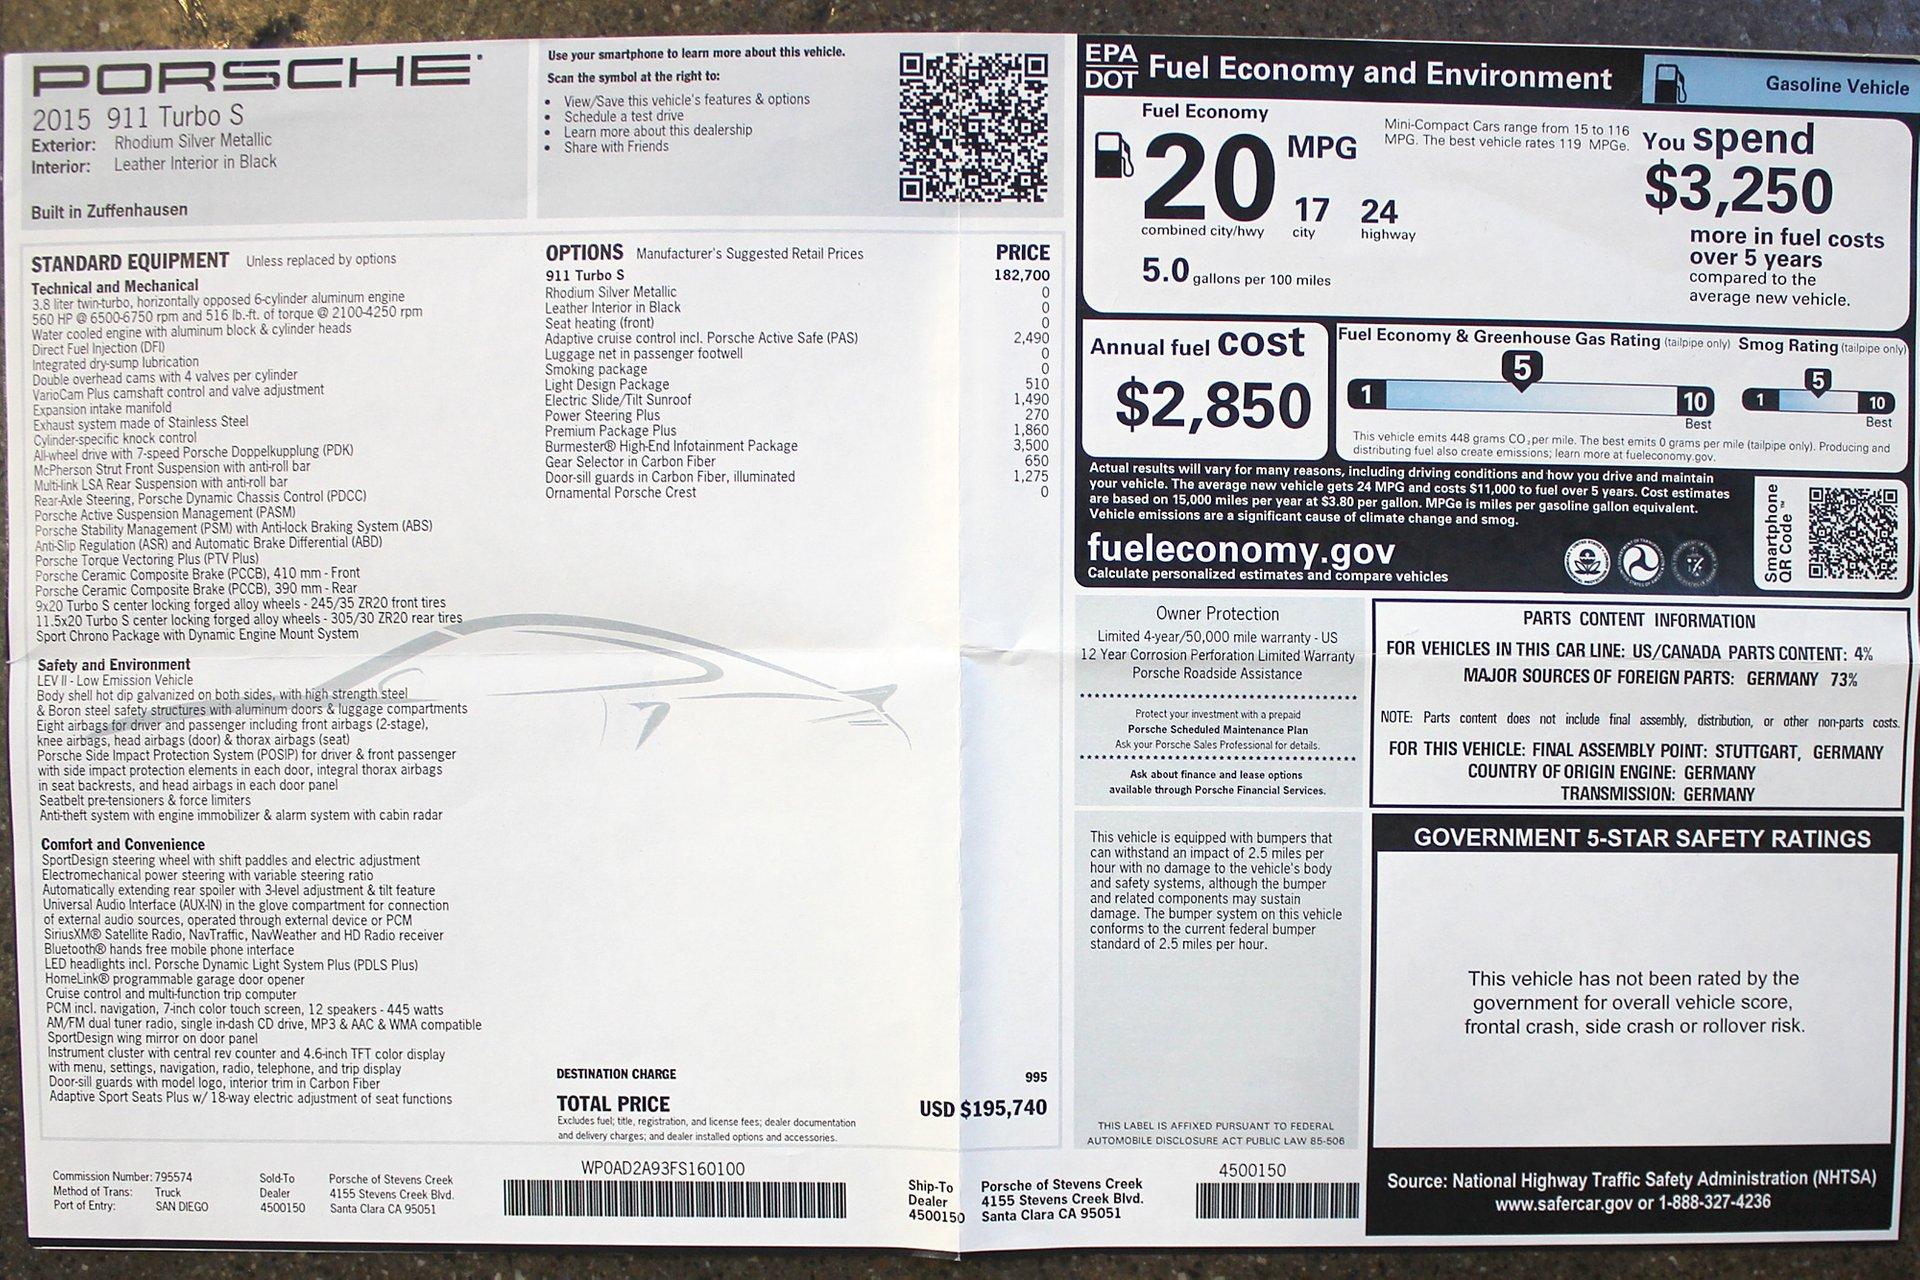 PORSCHE
2015 911 Turbo S
Exterior: Rhodium Silver Metallic
Interior: Leather Interior in Black
Built in Zuffenhausen
Use your smartphone to learn more about this vehicle.
Scan the symbol at the right to:
• View/Save this vehicle's features & options
• Schedule a test drive
• Learn more about this dealership
• Share with Friends
STANDARD EQUIPMENT Unless replaced by options
Technical and Mechanical
3.8 liter twin-turbo, horizontally opposed 6-cylinder aluminum engine
560 HP @ 6500-6750 rpm and 516 lb.-ft. of torque @ 2100-4250 rpm
Water cooled engine with aluminum block & cylinder heads
Direct Fuel Injection (DFI)
Integrated dry-sump lubrication
Double overhead cams with 4 valves per cylinder
VarioCam Plus camshaft control and valve adjustment
Expansion intake manifold
Exhaust system made of Stainless Steel
Cylinder-specific knock control
All-wheel drive with 7-speed Porsche Doppelkupplung (PDK)
McPherson Strut Front Suspension with anti-roll bar
Multi-link LSA Rear Suspension with anti-roll bar
Rear-Axle Steering, Porsche Dynamic Chassis Control (PDCC)
Porsche Active Suspension Management (PASM)
Porsche Stability Management (PSM) with Anti-lock Braking System (ABS)
Anti-Slip Regulation (ASR) and Automatic Brake Differential (ABD)
Porsche Torque Vectoring Plus (PTV Plus)
Porsche Ceramic Composite Brake (PCCB), 410 mm - Front
Porsche Ceramic Composite Brake (PCCB), 390 mm - Rear
9x20 Turbo S center locking forged alloy wheels - 245/35 ZR20 front tires
11.5x20 Turbo S center locking forged alloy wheels - 305/30 ZR20 rear tires
Sport Chrono Package with Dynamic Engine Mount System
Safety and Environment
LEV II - Low Emission Vehicle
Body shell hot dip galvanized on both sides, with high strength steel
& Boron steel safety structures with aluminum doors & luggage compartments
Eight airbags for driver and passenger including front airbags (2-stage),
knee airbags, head airbags (door) & thorax airbags (seat)
Porsche Side Impact Protection System (POSIP) for driver & front passenger
with side impact protection elements in each door, integral thorax airbags
in seat backrests, and head airbags in each door panel
Seatbelt pre-tensioners & force limiters
Anti-theft system with engine immobilizer & alarm system with cabin radar
Comfort and Convenience
SportDesign steering wheel with shift paddles and electric adjustment
Electromechanical power steering with variable steering ratio
Automatically extending rear spoiler with 3-level adjustment & tilt feature
Universal Audio Interface (AUX-IN) in the glove compartment for connection
of external audio sources, operated through external device or PCM
SiriusXM® Satellite Radio, NavTraffic, NavWeather and HD Radio receiver
Bluetooth® hands free mobile phone interface
LED headlights incl. Porsche Dynamic Light System Plus (PDLS Plus)
HomeLink® programmable garage door opener
Cruise control and multi-function trip computer
PCM incl. navigation, 7-inch color touch screen, 12 speakers - 445 watts
AM/FM dual tuner radio, single in-dash CD drive, MP3 & AAC & WMA compatible
SportDesign wing mirror on door panel
Instrument cluster with central rev counter and 4.6-inch TFT color display
with menu, settings, navigation, radio, telephone, and trip display
Door-sill guards with model logo, interior trim in Carbon Fiber
Adaptive Sport Seats Plus w/ 18-way electric adjustment of seat functions
OPTIONS Manufacturer's Suggested Retail Prices PRICE
911 Turbo S 182,700
Rhodium Silver Metallic 0
Leather Interior in Black 0
Seat heating (front) 0
Adaptive cruise control incl. Porsche Active Safe (PAS) 2,490
Luggage net in passenger footwell 0
Smoking package 0
Light Design Package 510
Electric Slide/Tilt Sunroof 1,490
Power Steering Plus 270
Premium Package Plus 1,860
Burmester® High-End Infotainment Package 3,500
Gear Selector in Carbon Fiber 650
Door-sill guards in Carbon Fiber, illuminated 1,275
Ornamental Porsche Crest 0
DESTINATION CHARGE 995
TOTAL PRICE USD $195,740
Excludes fuel; title, registration, and license fees; dealer documentation
and delivery charges; and dealer installed options and accessories.
Commission Number: 795574
Method of Trans: Truck
Port of Entry: SAN DIEGO
Sold-To
Dealer
4500150
Porsche of Stevens Creek
4155 Stevens Creek Blvd.
Santa Clara CA 95051
WP0AD2A93FS160100
Ship-To
Dealer
4500150
Porsche of Stevens Creek
4155 Stevens Creek Blvd.
Santa Clara CA 95051
4500150
EPA
DOT
Fuel Economy and Environment
Gasoline Vehicle
Fuel Economy
20 MPG
combined city/hwy
17
city
24
highway
5.0 gallons per 100 miles
Mini-Compact Cars range from 15 to 116
MPG. The best vehicle rates 119 MPGe.
You spend
$3,250
more in fuel costs
over 5 years
compared to the
average new vehicle.
Annual fuel cost
$2,850
Fuel Economy & Greenhouse Gas Rating (tailpipe only)
5
1
10
Best
Smog Rating (tailpipe only)
5
1
10
Best
This vehicle emits 448 grams CO2 per mile. The best emits 0 grams per mile (tailpipe only). Producing and
distributing fuel also create emissions; learn more at fueleconomy.gov.
Actual results will vary for many reasons, including driving conditions and how you drive and maintain
your vehicle. The average new vehicle gets 24 MPG and costs $11,000 to fuel over 5 years. Cost estimates
are based on 15,000 miles per year at $3.80 per gallon. MPGe is miles per gasoline gallon equivalent.
Vehicle emissions are a significant cause of climate change and smog.
fueleconomy.gov
Calculate personalized estimates and compare vehicles
Smartphone
QR Code™
Owner Protection
Limited 4-year/50,000 mile warranty - US
12 Year Corrosion Perforation Limited Warranty
Porsche Roadside Assistance
Protect your investment with a prepaid
Porsche Scheduled Maintenance Plan
Ask your Porsche Sales Professional for details.
Ask about finance and lease options
available through Porsche Financial Services.
This vehicle is equipped with bumpers that
can withstand an impact of 2.5 miles per
hour with no damage to the vehicle's body
and safety systems, although the bumper
and related components may sustain
damage. The bumper system on this vehicle
conforms to the current federal bumper
standard of 2.5 miles per hour.
THIS LABEL IS AFFIXED PURSUANT TO FEDERAL
AUTOMOBILE DISCLOSURE ACT PUBLIC LAW 85-506
PARTS CONTENT INFORMATION
FOR VEHICLES IN THIS CAR LINE: US/CANADA PARTS CONTENT: 4%
MAJOR SOURCES OF FOREIGN PARTS: GERMANY 73%
NOTE: Parts content does not include final assembly, distribution, or other non-parts costs.
FOR THIS VEHICLE: FINAL ASSEMBLY POINT: STUTTGART, GERMANY
COUNTRY OF ORIGIN ENGINE: GERMANY
TRANSMISSION: GERMANY
GOVERNMENT 5-STAR SAFETY RATINGS
This vehicle has not been rated by the
government for overall vehicle score,
frontal crash, side crash or rollover risk.
Source: National Highway Traffic Safety Administration (NHTSA)
www.safercar.gov or 1-888-327-4236